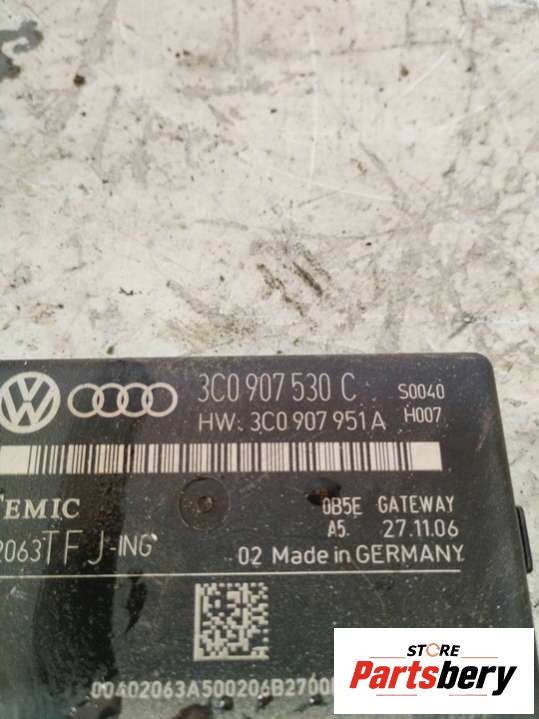 3C0 907 530 C S0040
HW: 3C0 907 951 A H007
TEMIC
0B5E GATEWAY
2063TFJ-ING A5 27.11.06
02 Made in GERMANY
00402063A500206B2700
STORE
Partsbery